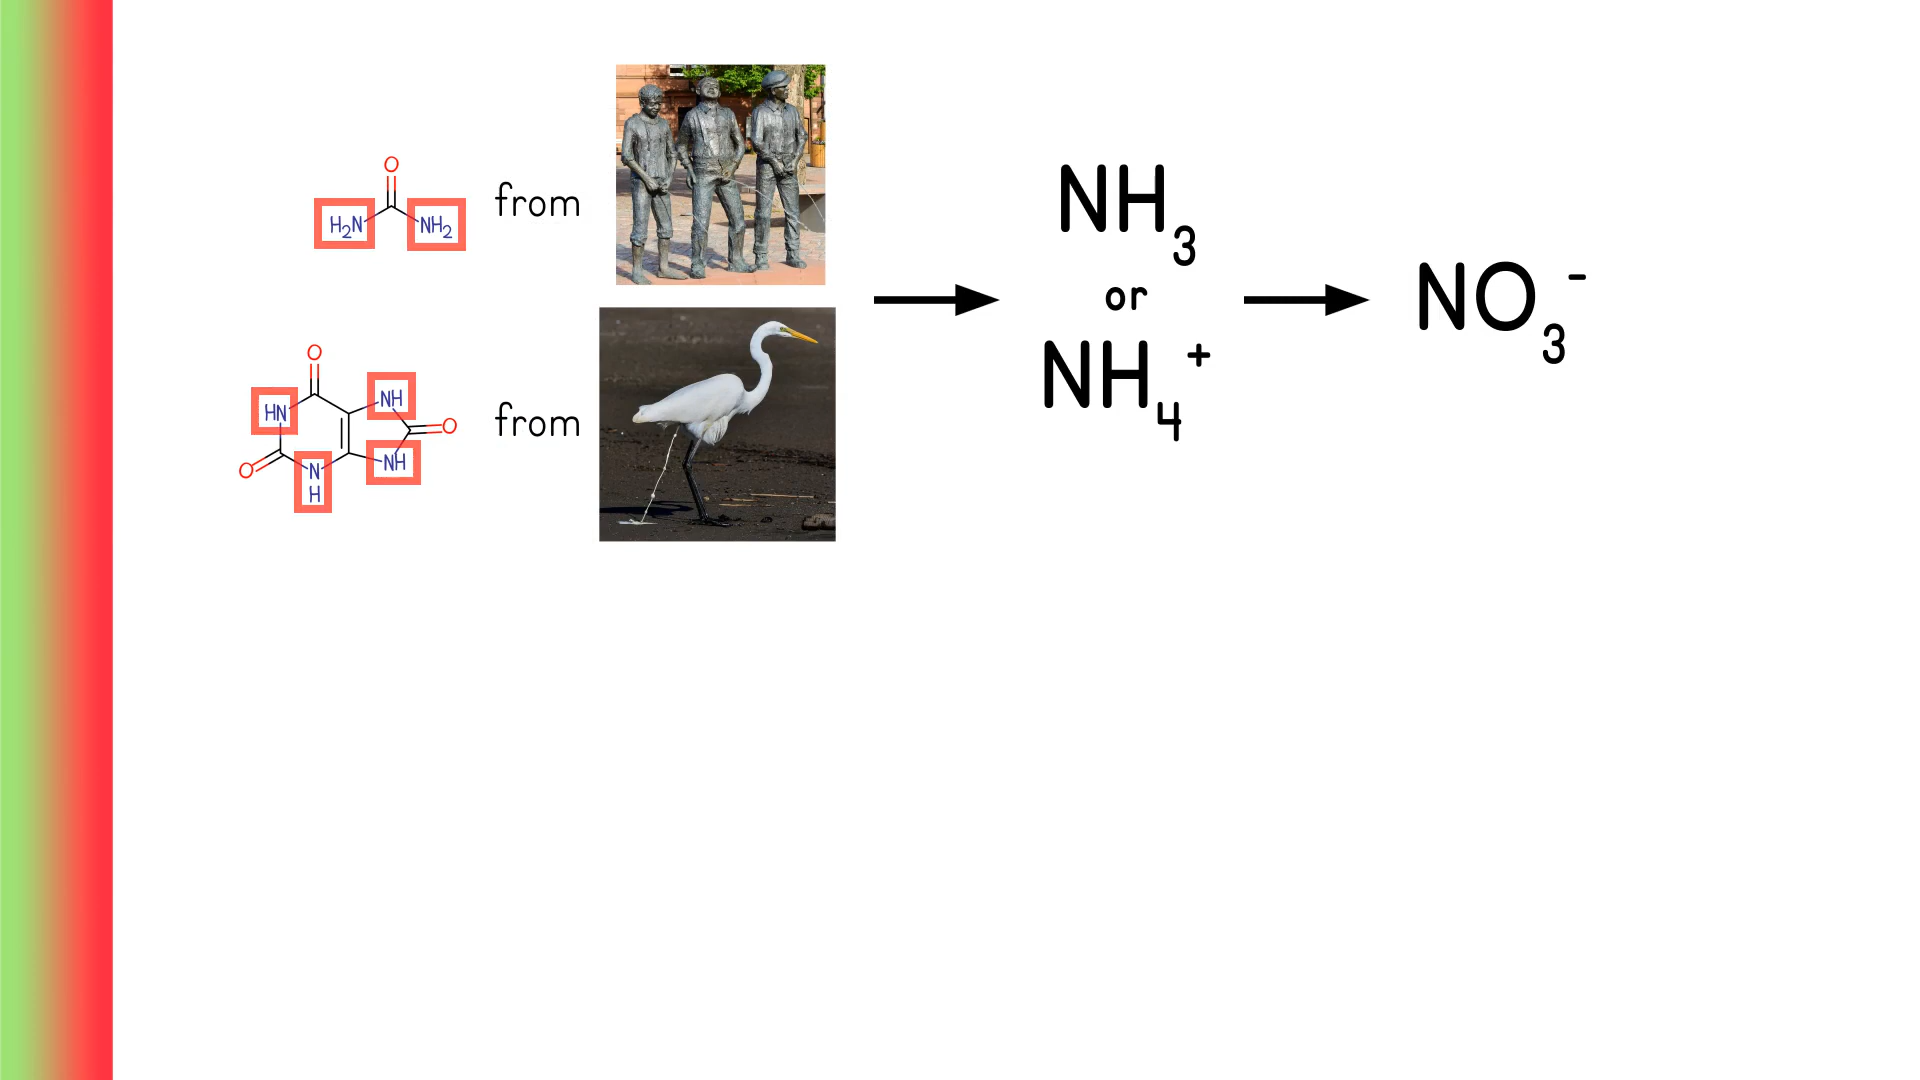 O
H₂N NH₂
from
O
HN NH
O
O NH
N
H
from
NH₃
or
NH₄⁺
NO₃⁻